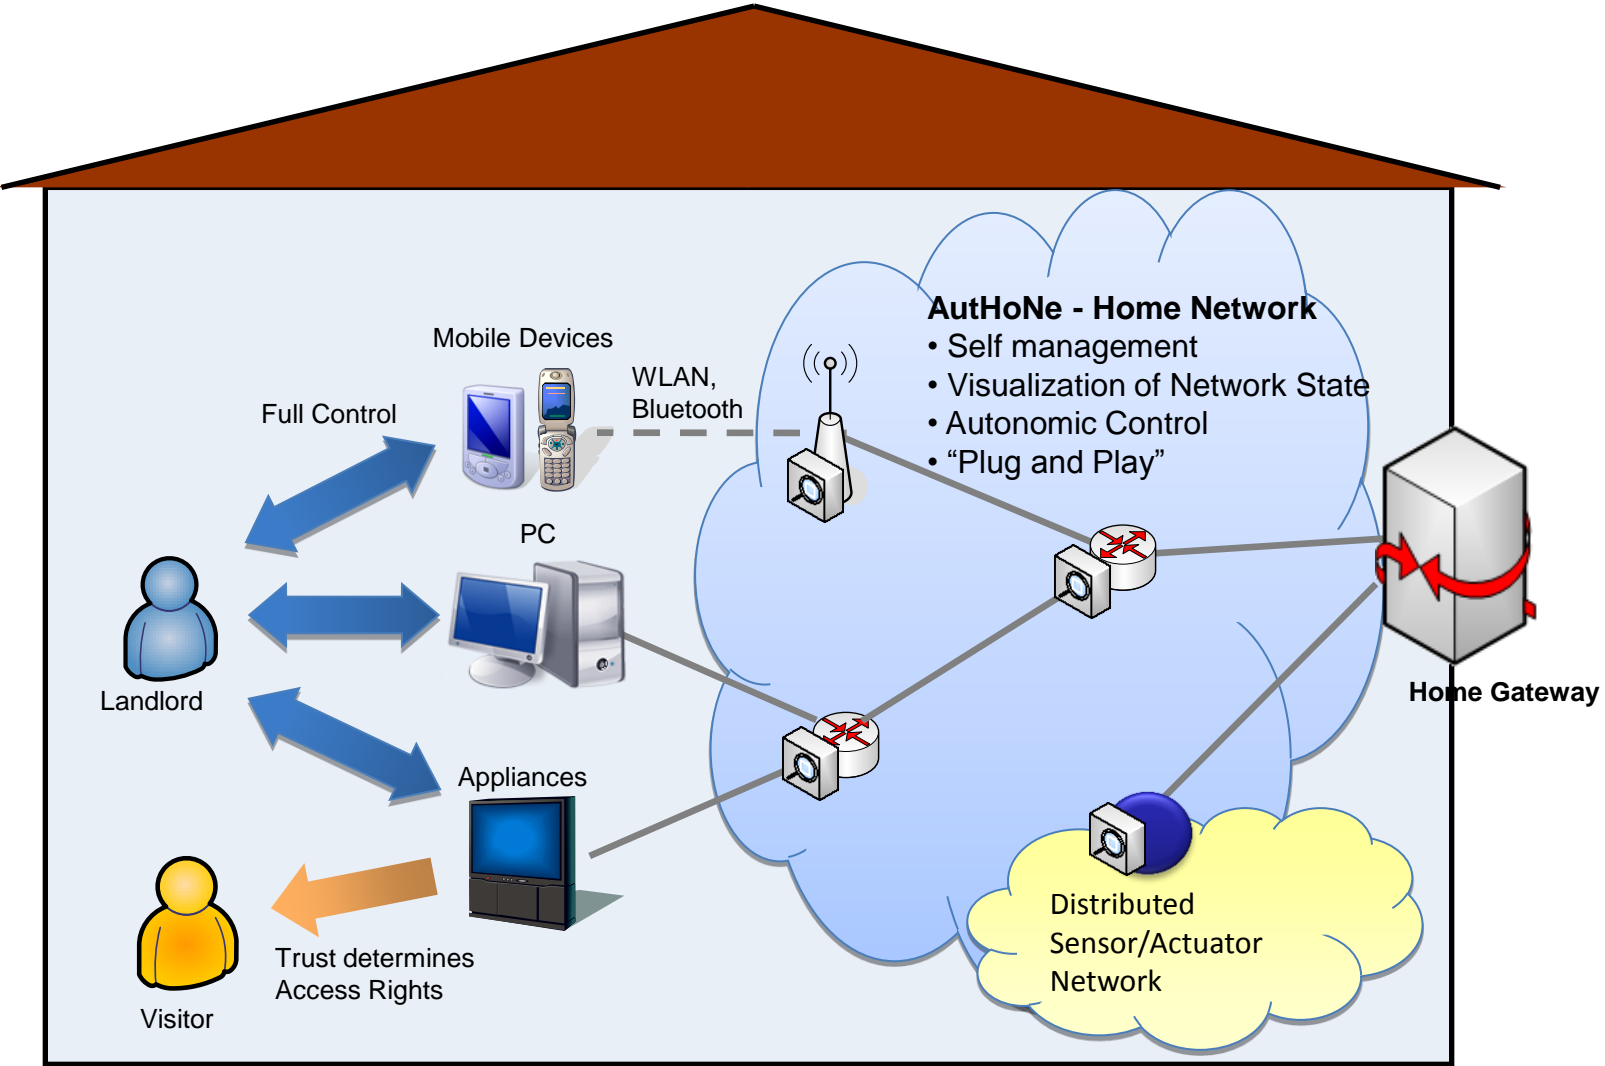 AutHoNe - Home Network
• Self management
• Visualization of Network State
• Autonomic Control
• “Plug and Play”
Mobile Devices
WLAN,
Bluetooth
Full Control
PC
Landlord
Home Gateway
Appliances
Distributed
Sensor/Actuator
Network
Trust determines
Access Rights
Visitor